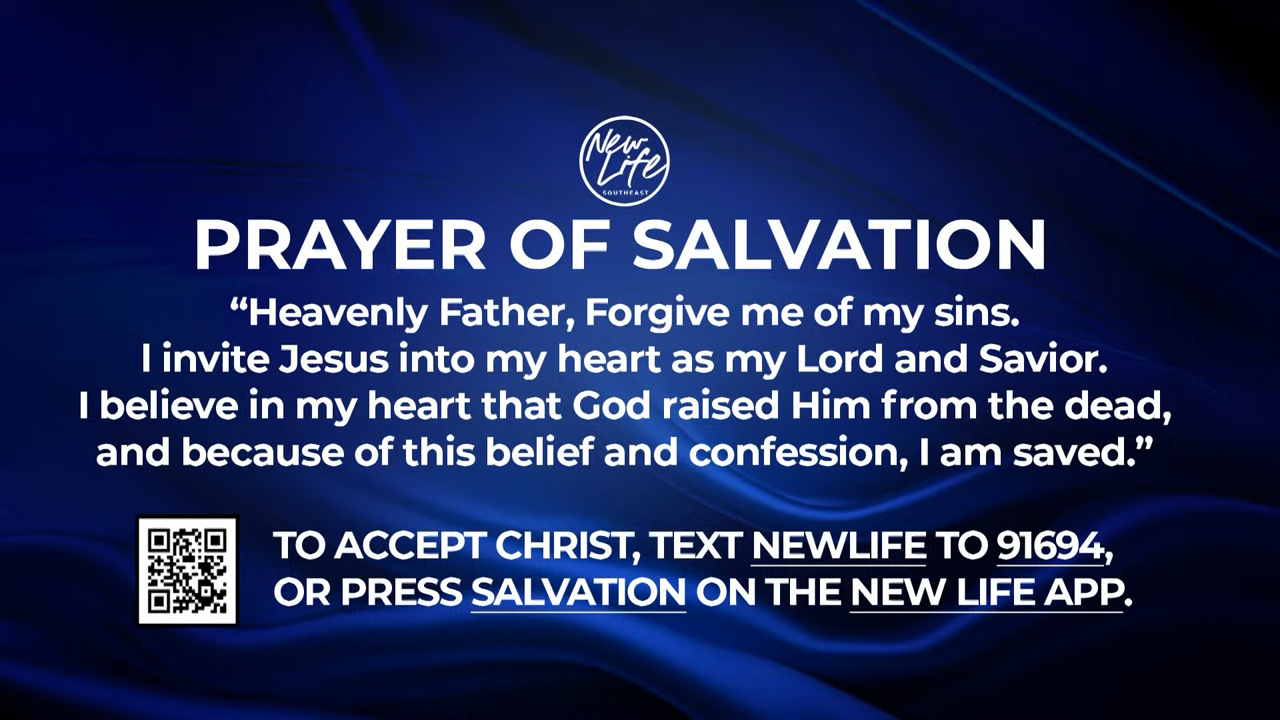 New
Life
SOUTHEAST
PRAYER OF SALVATION
“Heavenly Father, Forgive me of my sins.
I invite Jesus into my heart as my Lord and Savior.
I believe in my heart that God raised Him from the dead,
and because of this belief and confession, I am saved.”
TO ACCEPT CHRIST, TEXT NEWLIFE TO 91694,
OR PRESS SALVATION ON THE NEW LIFE APP.